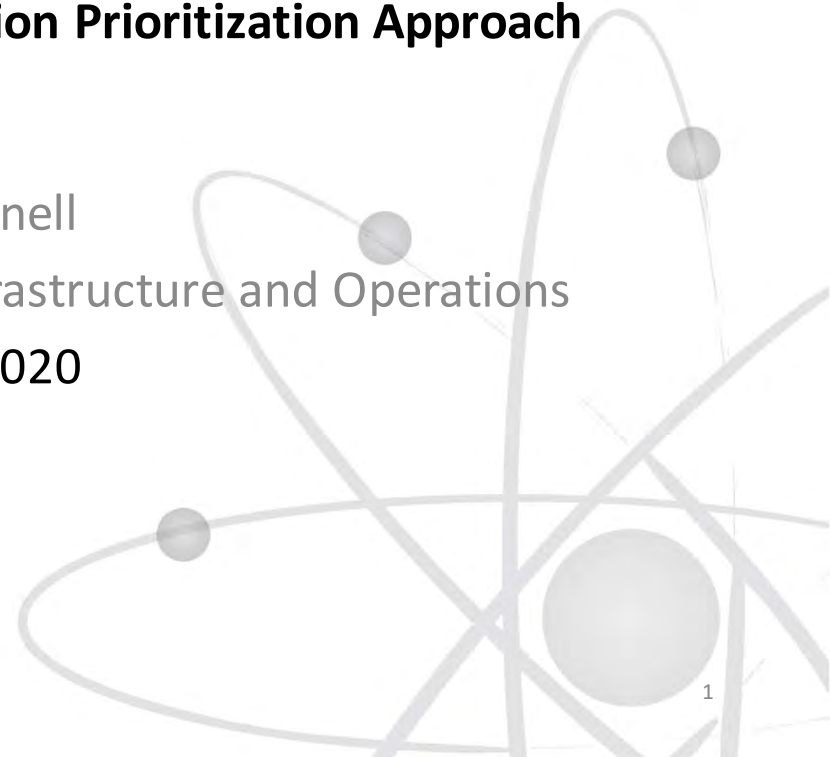 ion Prioritization Approach
nell
rastructure and Operations
020
1